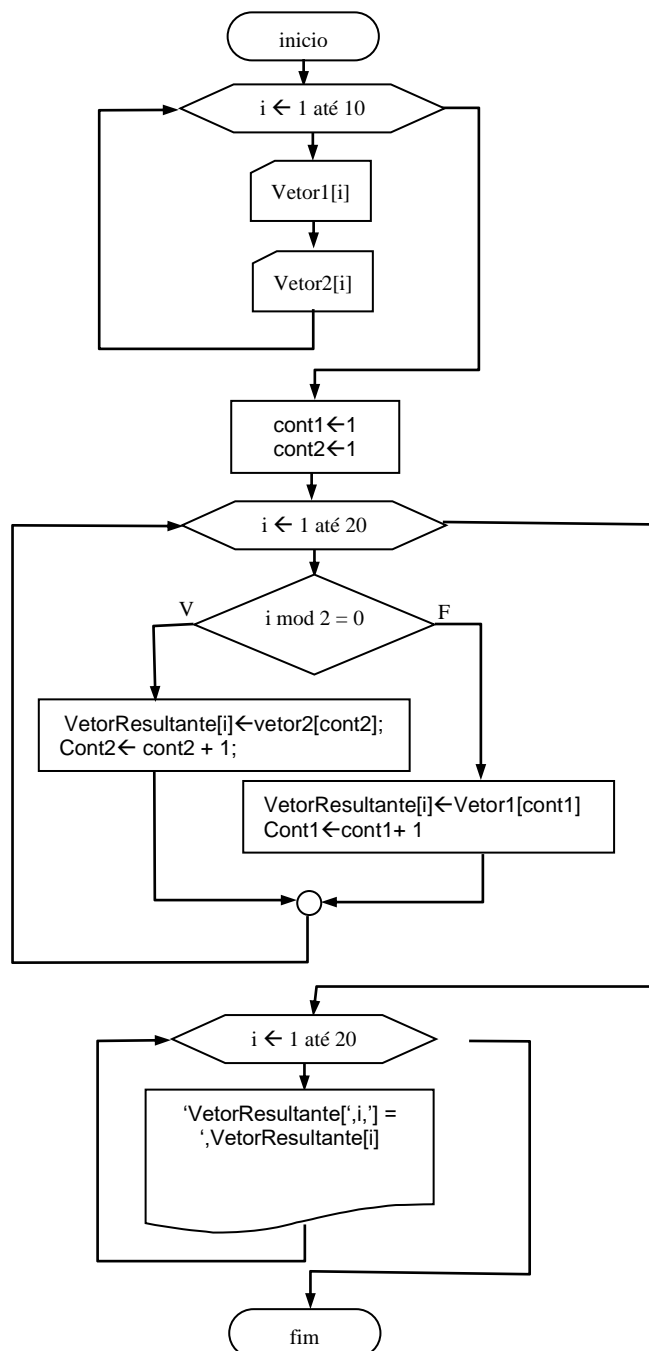 inicio
i ← 1 até 10
Vetor1[i]
Vetor2[i]
cont1←1
cont2←1
i ← 1 até 20
i mod 2 = 0
V
F
VetorResultante[i]←vetor2[cont2];
Cont2← cont2 + 1;
VetorResultante[i]←Vetor1[cont1]
Cont1←cont1+ 1
i ← 1 até 20
‘VetorResultante[‘,i,’] =
‘,VetorResultante[i]
fim